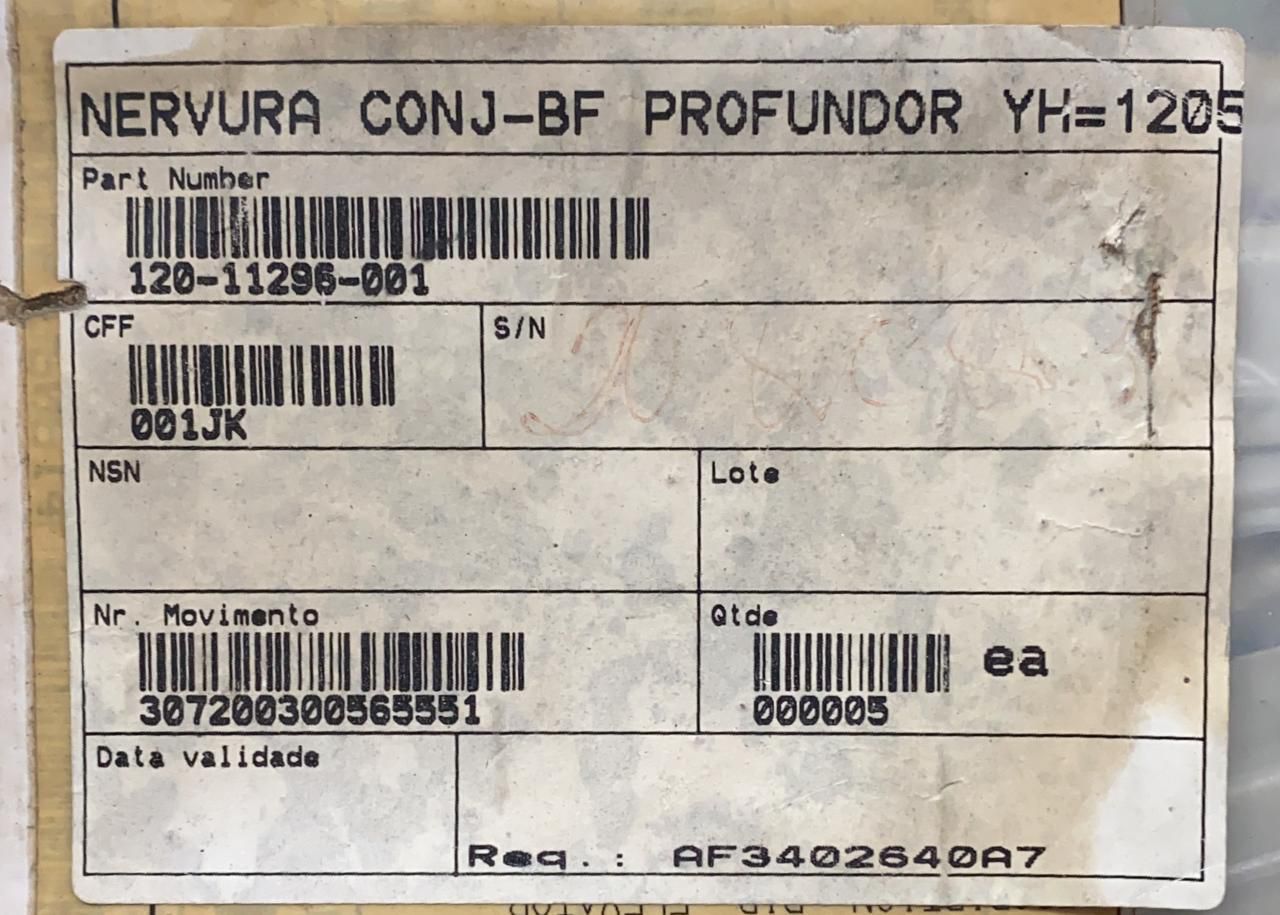 NERVURA CONJ-BF PROFUNDOR YH=1205
Part Number
120-11296-001
CFF
S/N
001JK
NSN
Lote
Nr. Movimento
Qtde
ea
307200300565551
000005
Data validade
Req.: AF3402640A7